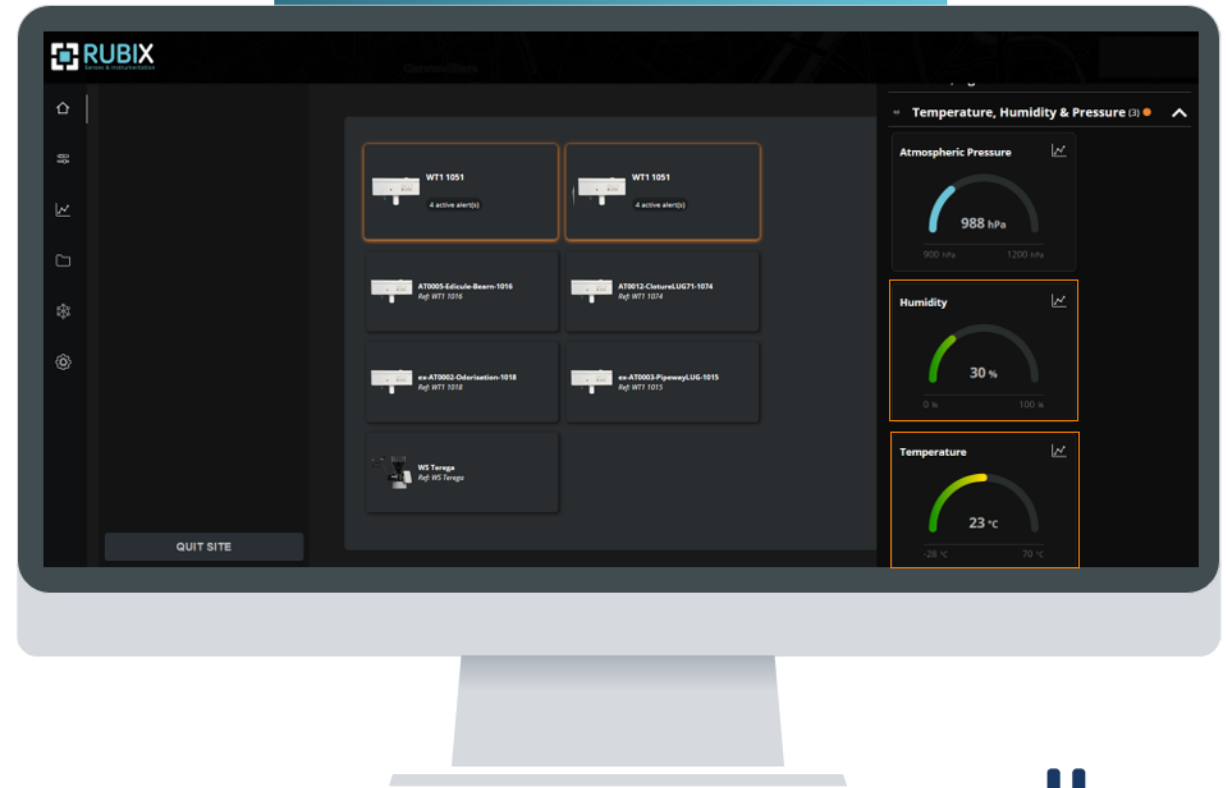 RUBIX
Senses & Instrumentation
Gennevilliers
Temperature, Humidity & Pressure (3)
WT1 1051
4 active alert(s)
WT1 1051
4 active alert(s)
AT0005-Edicule-Bearn-1016
Ref: WT1 1016
AT0012-ClotureLUG71-1074
Ref: WT1 1074
ex-AT0002-Odorisation-1018
Ref: WT1 1018
ex-AT0003-PipewayLUG-1015
Ref: WT1 1015
WS Terega
Ref: WS Terega
QUIT SITE
Atmospheric Pressure
988 hPa
900 hPa 1200 hPa
Humidity
30 %
0 % 100 %
Temperature
23 °C
-28 °C 70 °C